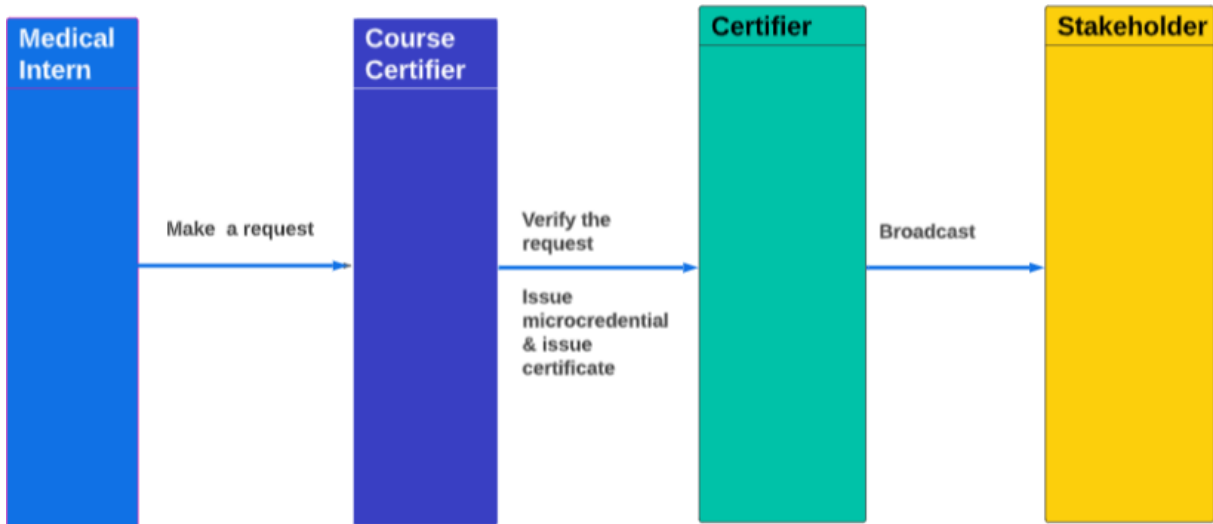 Medical
Intern
Course
Certifier
Certifier
Stakeholder
Make a request
Verify the
request
Issue
microcredential
& issue
certificate
Broadcast